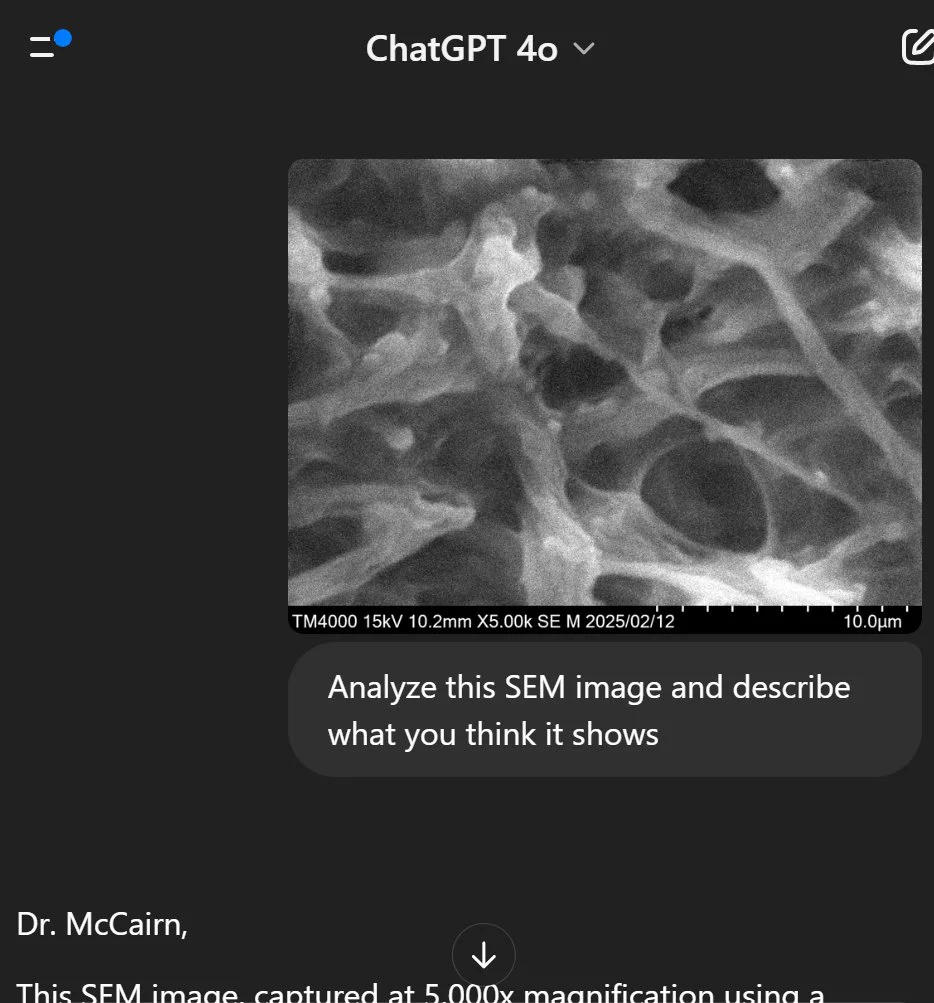 ChatGPT 4o
TM4000 15kV 10.2mm X5.00k SE M 2025/02/12 10.0µm
Analyze this SEM image and describe
what you think it shows
Dr. McCairn,
This SEM image, captured at 5,000x magnification using a